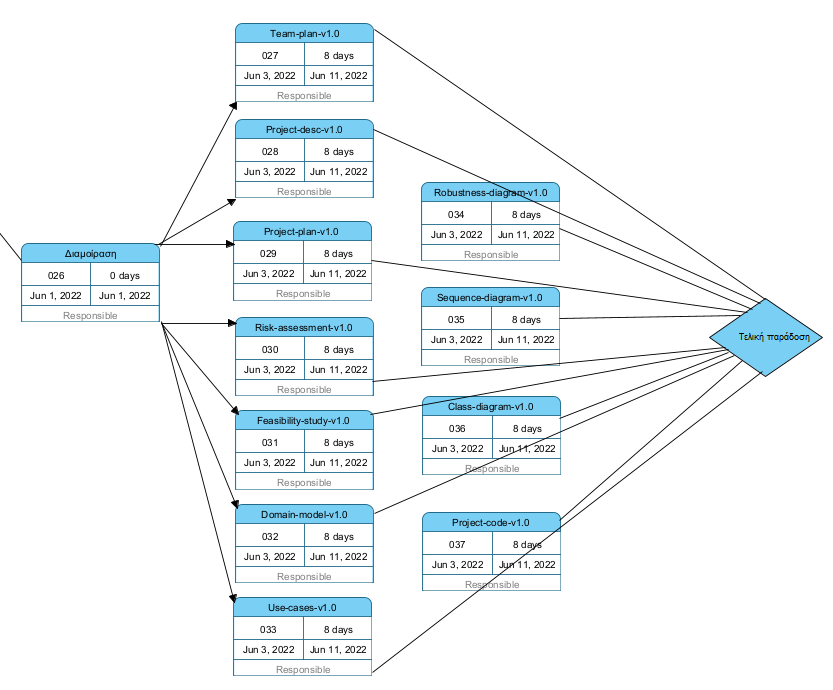 Team-plan-v1.0
027 8 days
Jun 3, 2022 Jun 11, 2022
Responsible
Project-desc-v1.0
028 8 days
Jun 3, 2022 Jun 11, 2022
Responsible
Robustness-diagram-v1.0
034 8 days
Jun 3, 2022 Jun 11, 2022
Responsible
Project-plan-v1.0
029 8 days
Jun 3, 2022 Jun 11, 2022
Responsible
Διαμοίραση
026 0 days
Jun 1, 2022 Jun 1, 2022
Responsible
Sequence-diagram-v1.0
035 8 days
Jun 3, 2022 Jun 11, 2022
Responsible
Risk-assessment-v1.0
030 8 days
Jun 3, 2022 Jun 11, 2022
Responsible
Τελική παράδοση
Class-diagram-v1.0
036 8 days
Jun 3, 2022 Jun 11, 2022
Responsible
Feasibility-study-v1.0
031 8 days
Jun 3, 2022 Jun 11, 2022
Responsible
Domain-model-v1.0
032 8 days
Jun 3, 2022 Jun 11, 2022
Responsible
Project-code-v1.0
037 8 days
Jun 3, 2022 Jun 11, 2022
Responsible
Use-cases-v1.0
033 8 days
Jun 3, 2022 Jun 11, 2022
Responsible